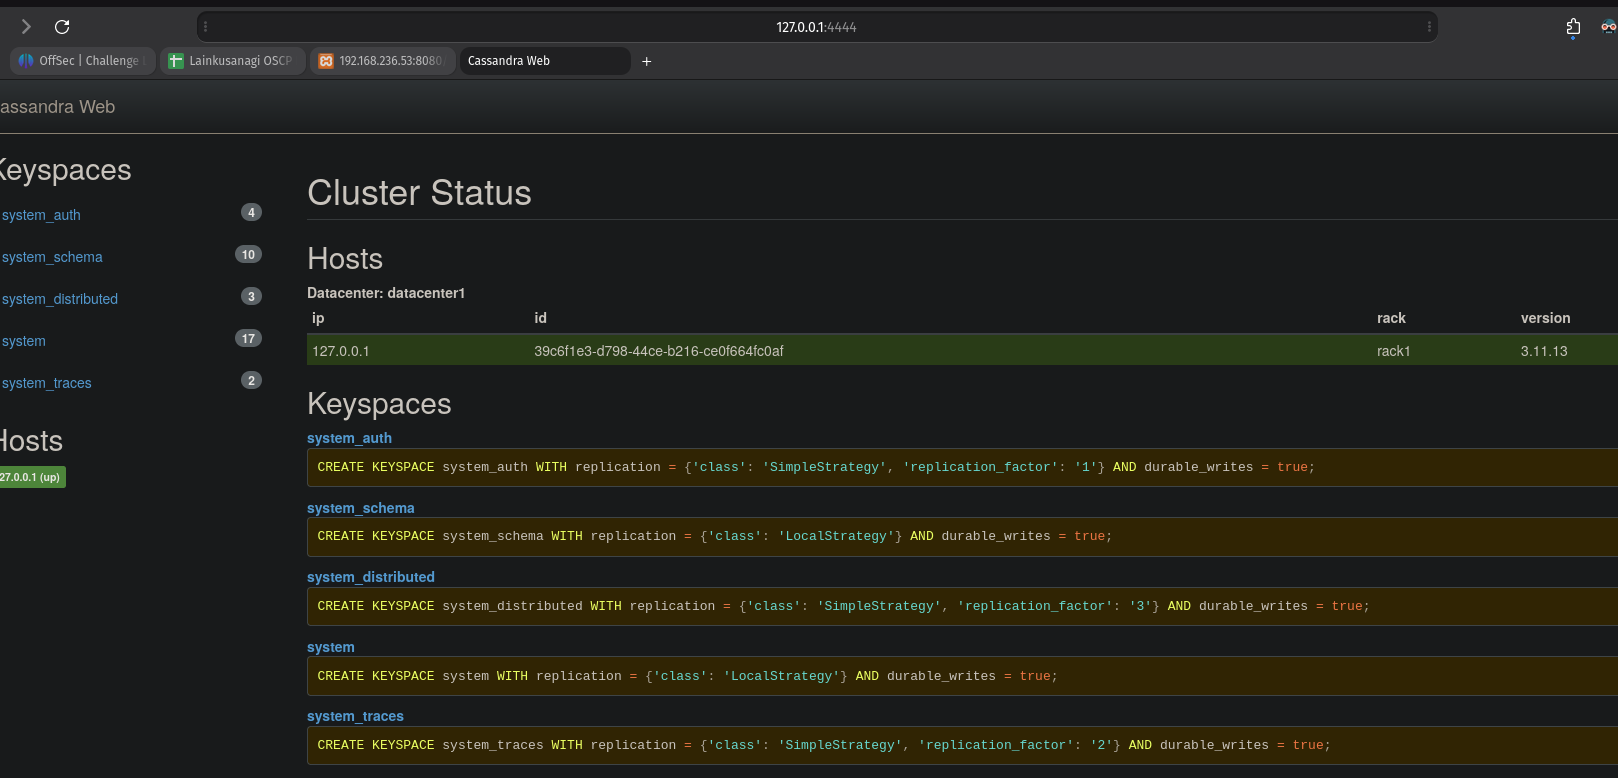 127.0.0.1:4444
OffSec | Challenge
Lainkusanagi OSCP
192.168.236.53:8080
Cassandra Web
+
assandra Web
Keyspaces
system_auth 4
system_schema 10
system_distributed 3
system 17
system_traces 2
Hosts
27.0.0.1 (up)
Cluster Status
Hosts
Datacenter: datacenter1
ip id rack version
127.0.0.1 39c6f1e3-d798-44ce-b216-ce0f664fc0af rack1 3.11.13
Keyspaces
system_auth
CREATE KEYSPACE system_auth WITH replication = {'class': 'SimpleStrategy', 'replication_factor': '1'} AND durable_writes = true;
system_schema
CREATE KEYSPACE system_schema WITH replication = {'class': 'LocalStrategy'} AND durable_writes = true;
system_distributed
CREATE KEYSPACE system_distributed WITH replication = {'class': 'SimpleStrategy', 'replication_factor': '3'} AND durable_writes = true;
system
CREATE KEYSPACE system WITH replication = {'class': 'LocalStrategy'} AND durable_writes = true;
system_traces
CREATE KEYSPACE system_traces WITH replication = {'class': 'SimpleStrategy', 'replication_factor': '2'} AND durable_writes = true;